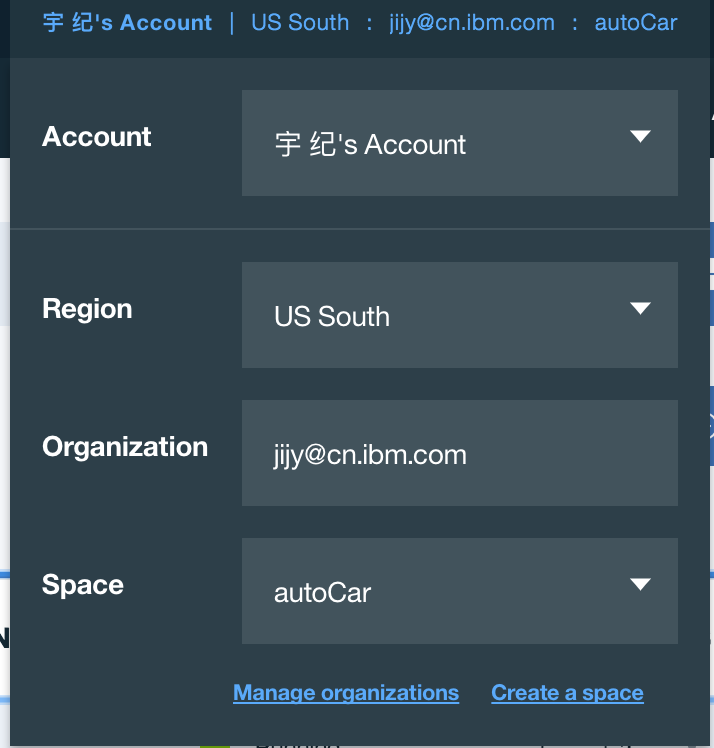 宇 纪's Account | US South : jijy@cn.ibm.com : autoCar
Account 宇 纪's Account
Region US South
Organization jijy@cn.ibm.com
Space autoCar
Manage organizations Create a space